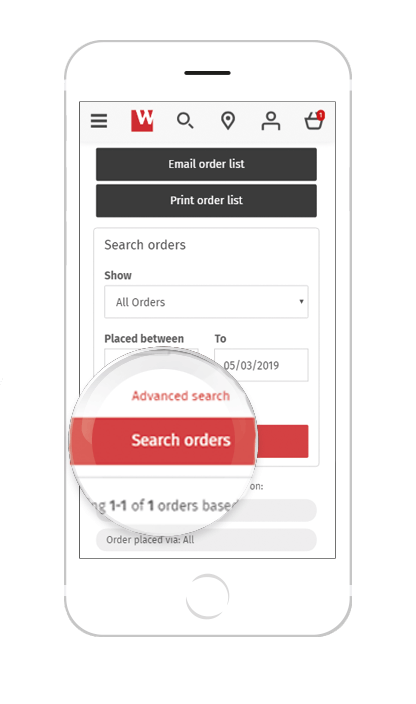 W
1
Email order list
Print order list
Search orders
Show
All Orders
Placed between To
05/03/2019
Advanced search
Search orders
on:
1-1 of 1 orders based
Order placed via: All